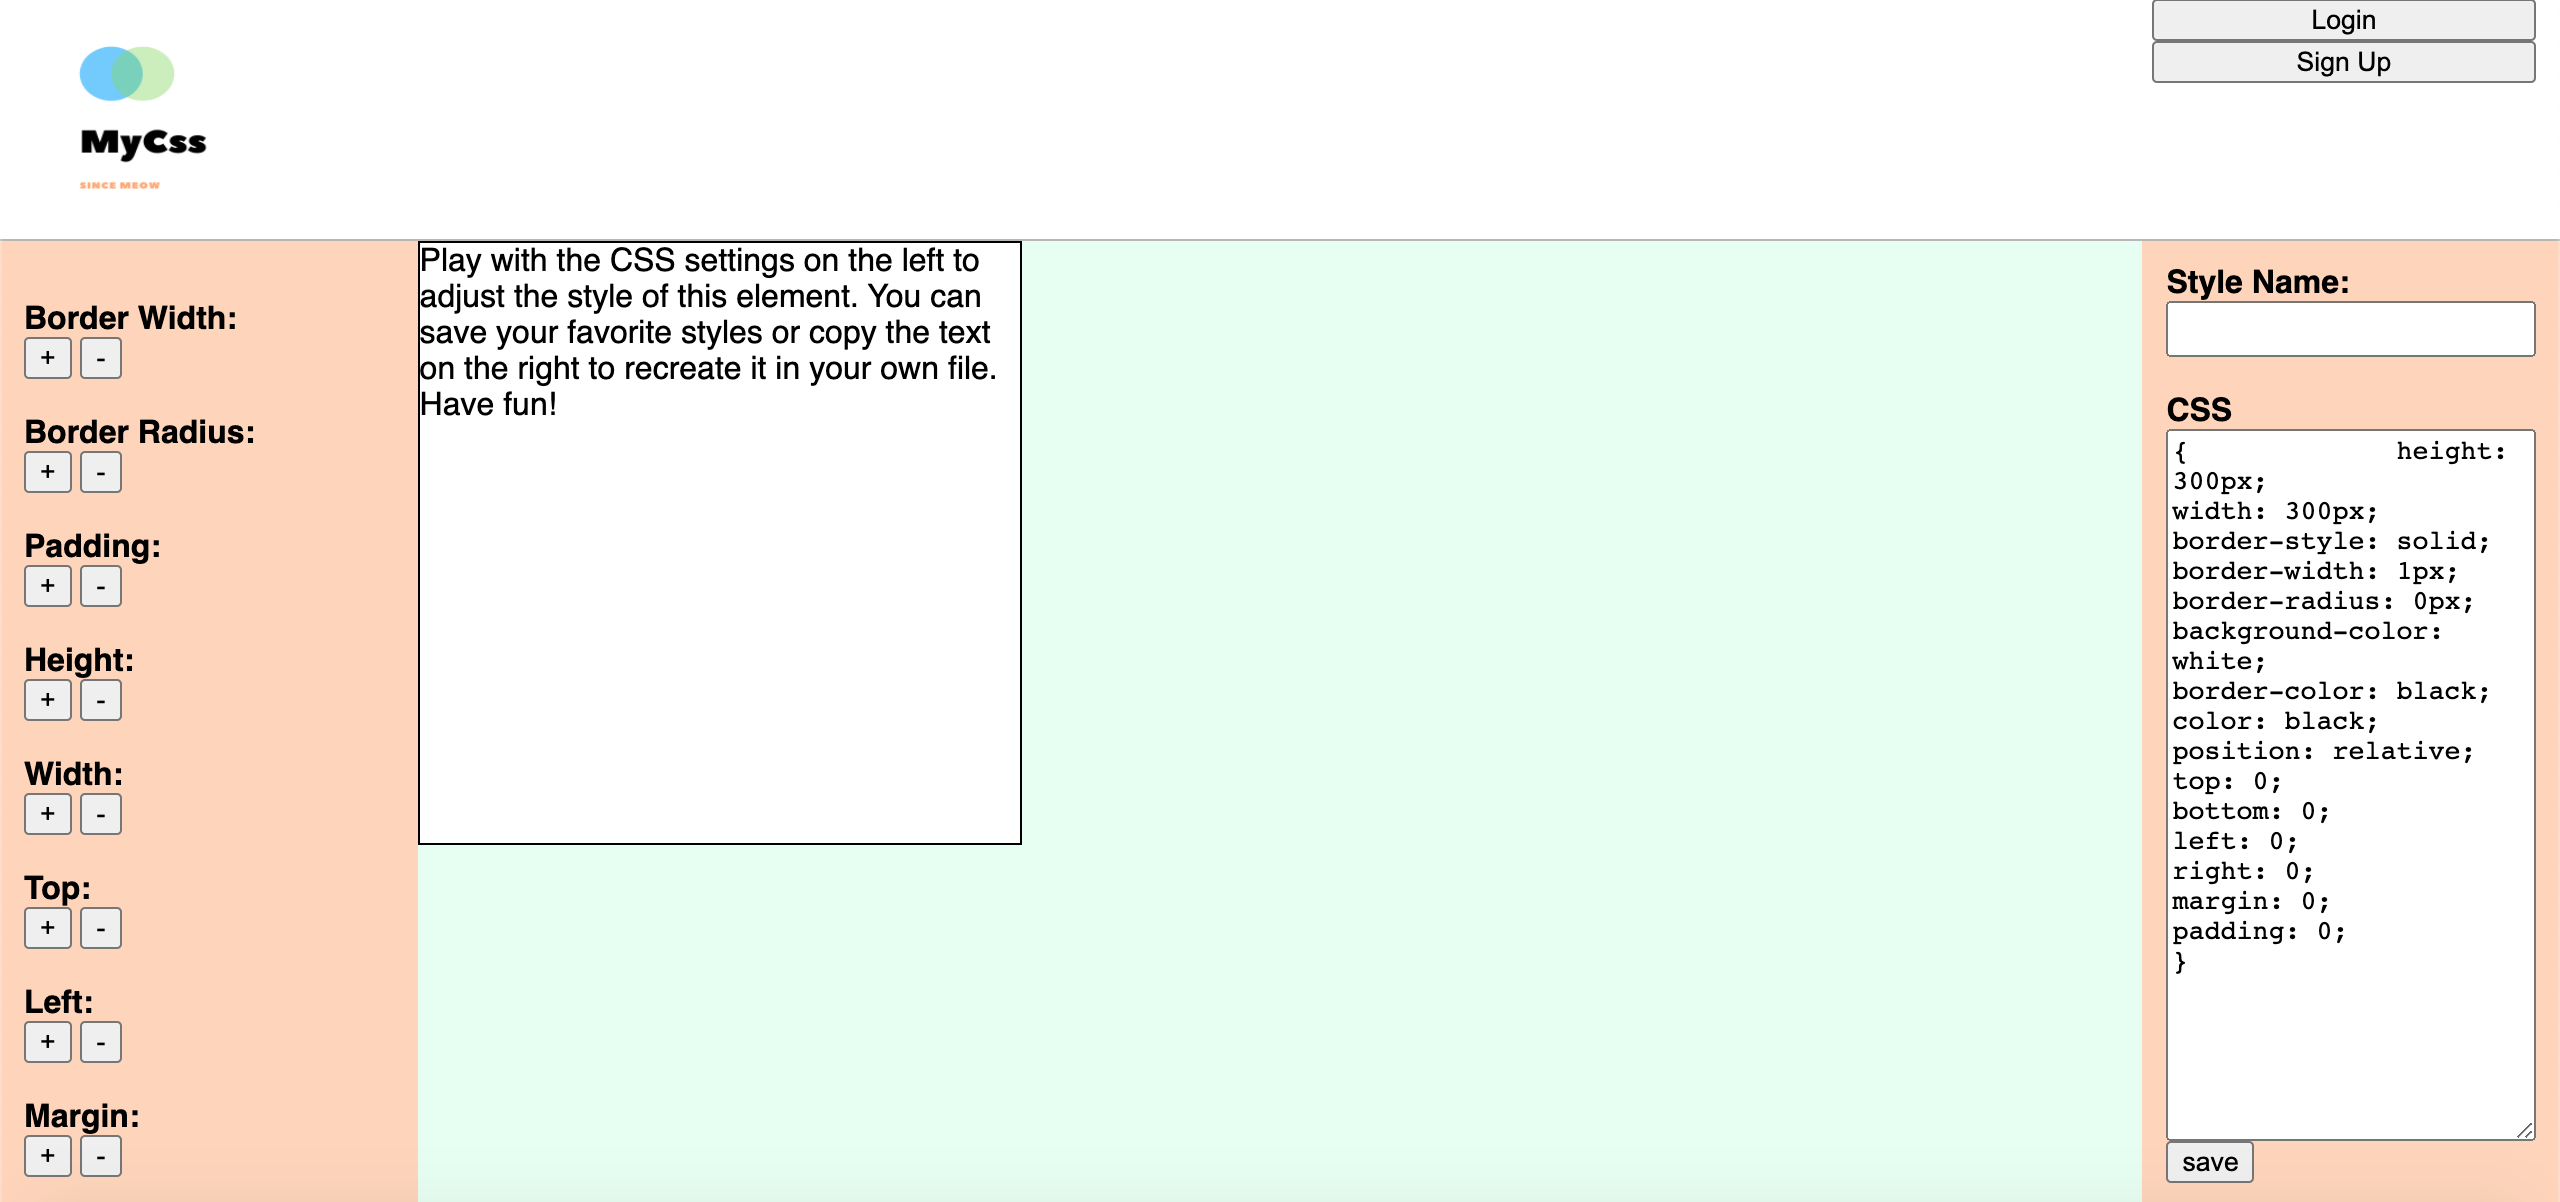 Login
Sign Up
MyCss
SINCE MEOW
Border Width:
+ -
Border Radius:
+ -
Padding:
+ -
Height:
+ -
Width:
+ -
Top:
+ -
Left:
+ -
Margin:
+ -
Play with the CSS settings on the left to
adjust the style of this element. You can
save your favorite styles or copy the text
on the right to recreate it in your own file.
Have fun!
Style Name:
CSS
{ height:
300px;
width: 300px;
border-style: solid;
border-width: 1px;
border-radius: 0px;
background-color:
white;
border-color: black;
color: black;
position: relative;
top: 0;
bottom: 0;
left: 0;
right: 0;
margin: 0;
padding: 0;
}
save